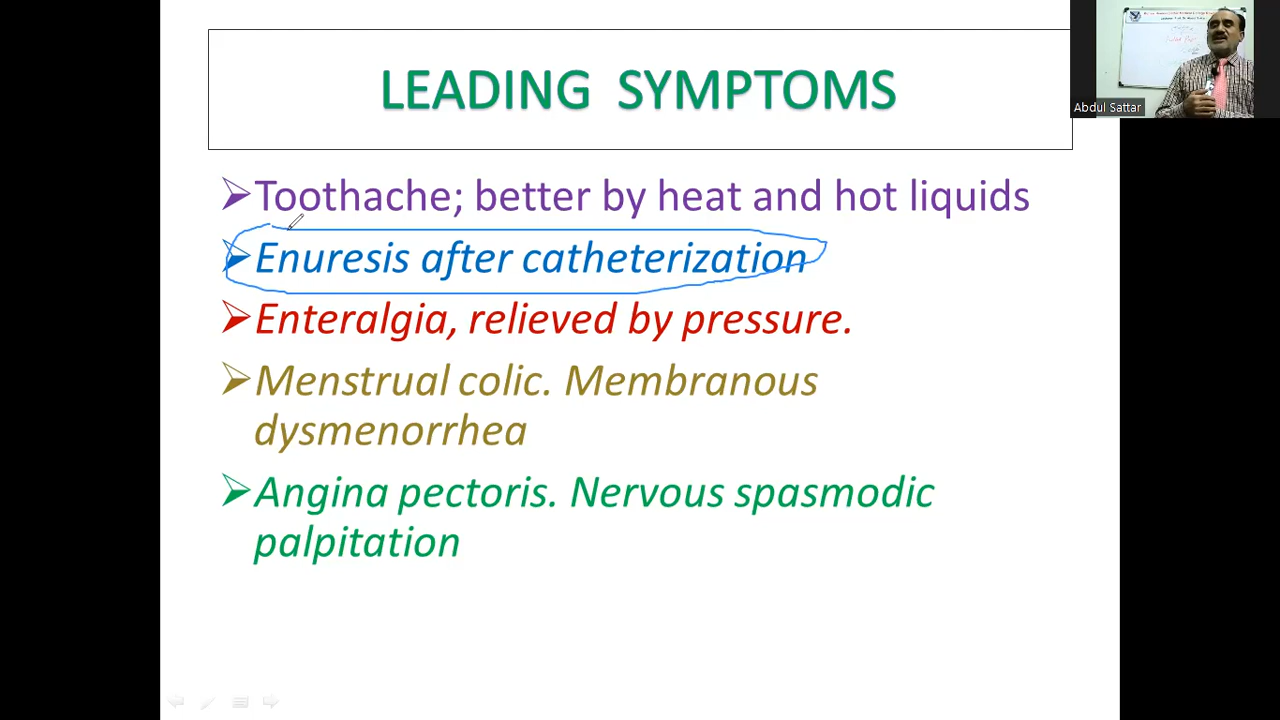 LEADING SYMPTOMS
Abdul Sattar
Toothache; better by heat and hot liquids
Enuresis after catheterization
Enteralgia, relieved by pressure.
Menstrual colic. Membranous
dysmenorrhea
Angina pectoris. Nervous spasmodic
palpitation